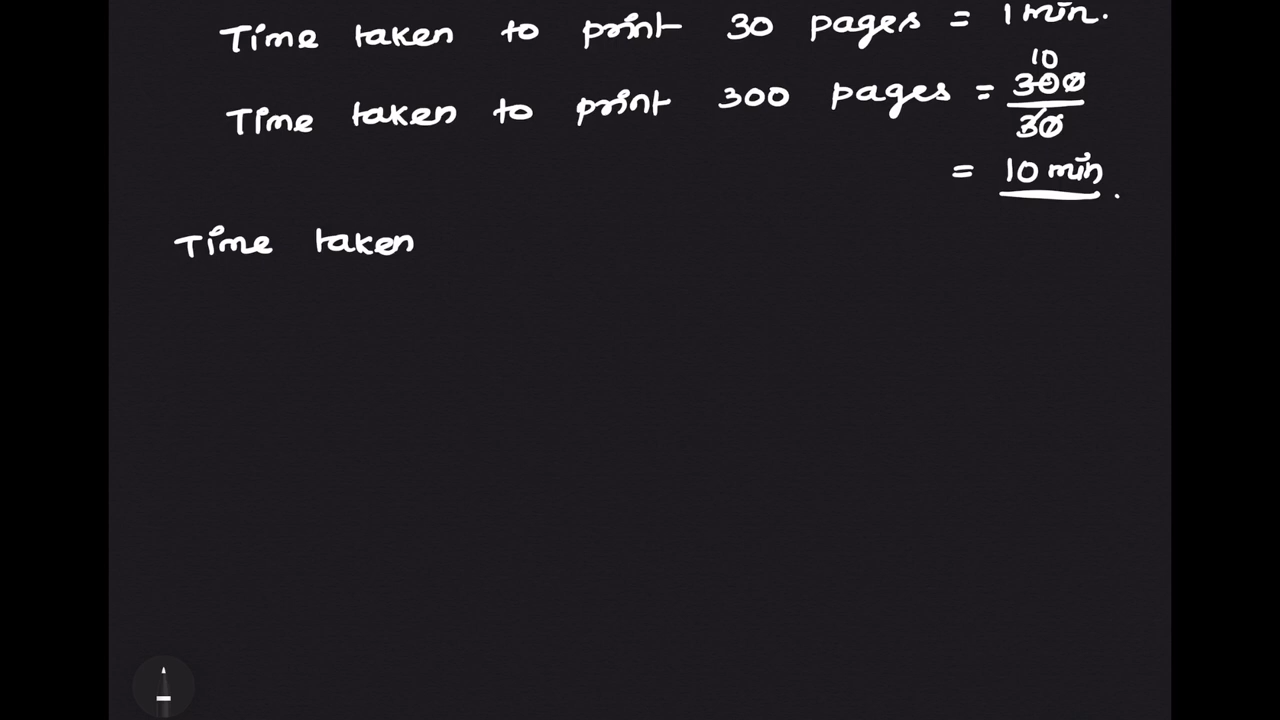 Time taken to print 30 pages = 1 min.
10
Time taken to print 300 pages = 300/30
= 10 min.
Time taken